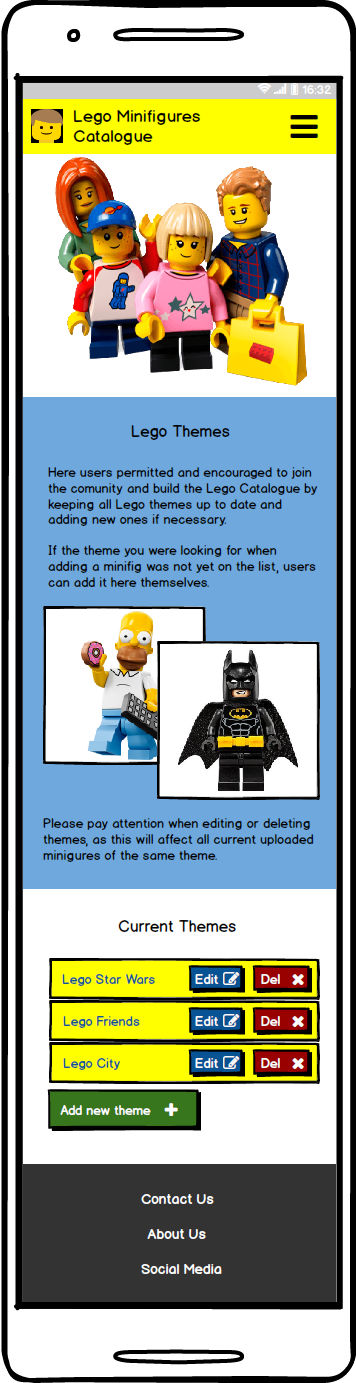 16:32
Lego Minifigures
Catalogue
Lego Themes
Here users permitted and encouraged to join
the comunity and build the Lego Catalogue by
keeping all Lego themes up to date and
adding new ones if necessary.
If the theme you were looking for when
adding a minifig was not yet on the list, users
can add it here themselves.
Please pay attention when editing or deleting
themes, as this will affect all current uploaded
minigures of the same theme.
Current Themes
Lego Star Wars Edit Del
Lego Friends Edit Del
Lego City Edit Del
Add new theme
Contact Us
About Us
Social Media